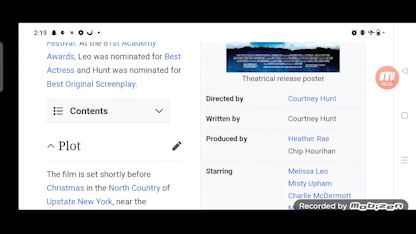 2:19
Festival. At the 81st Academy
Awards, Leo was nominated for Best
Actress and Hunt was nominated for
Best Original Screenplay.
Contents
Plot
The film is set shortly before
Christmas in the North Country of
Upstate New York, near the
Theatrical release poster
Directed by Courtney Hunt
Written by Courtney Hunt
Produced by Heather Rae
Chip Hourihan
Starring Melissa Leo
Misty Upham
Charlie McDermott
Recorded by Mobizen